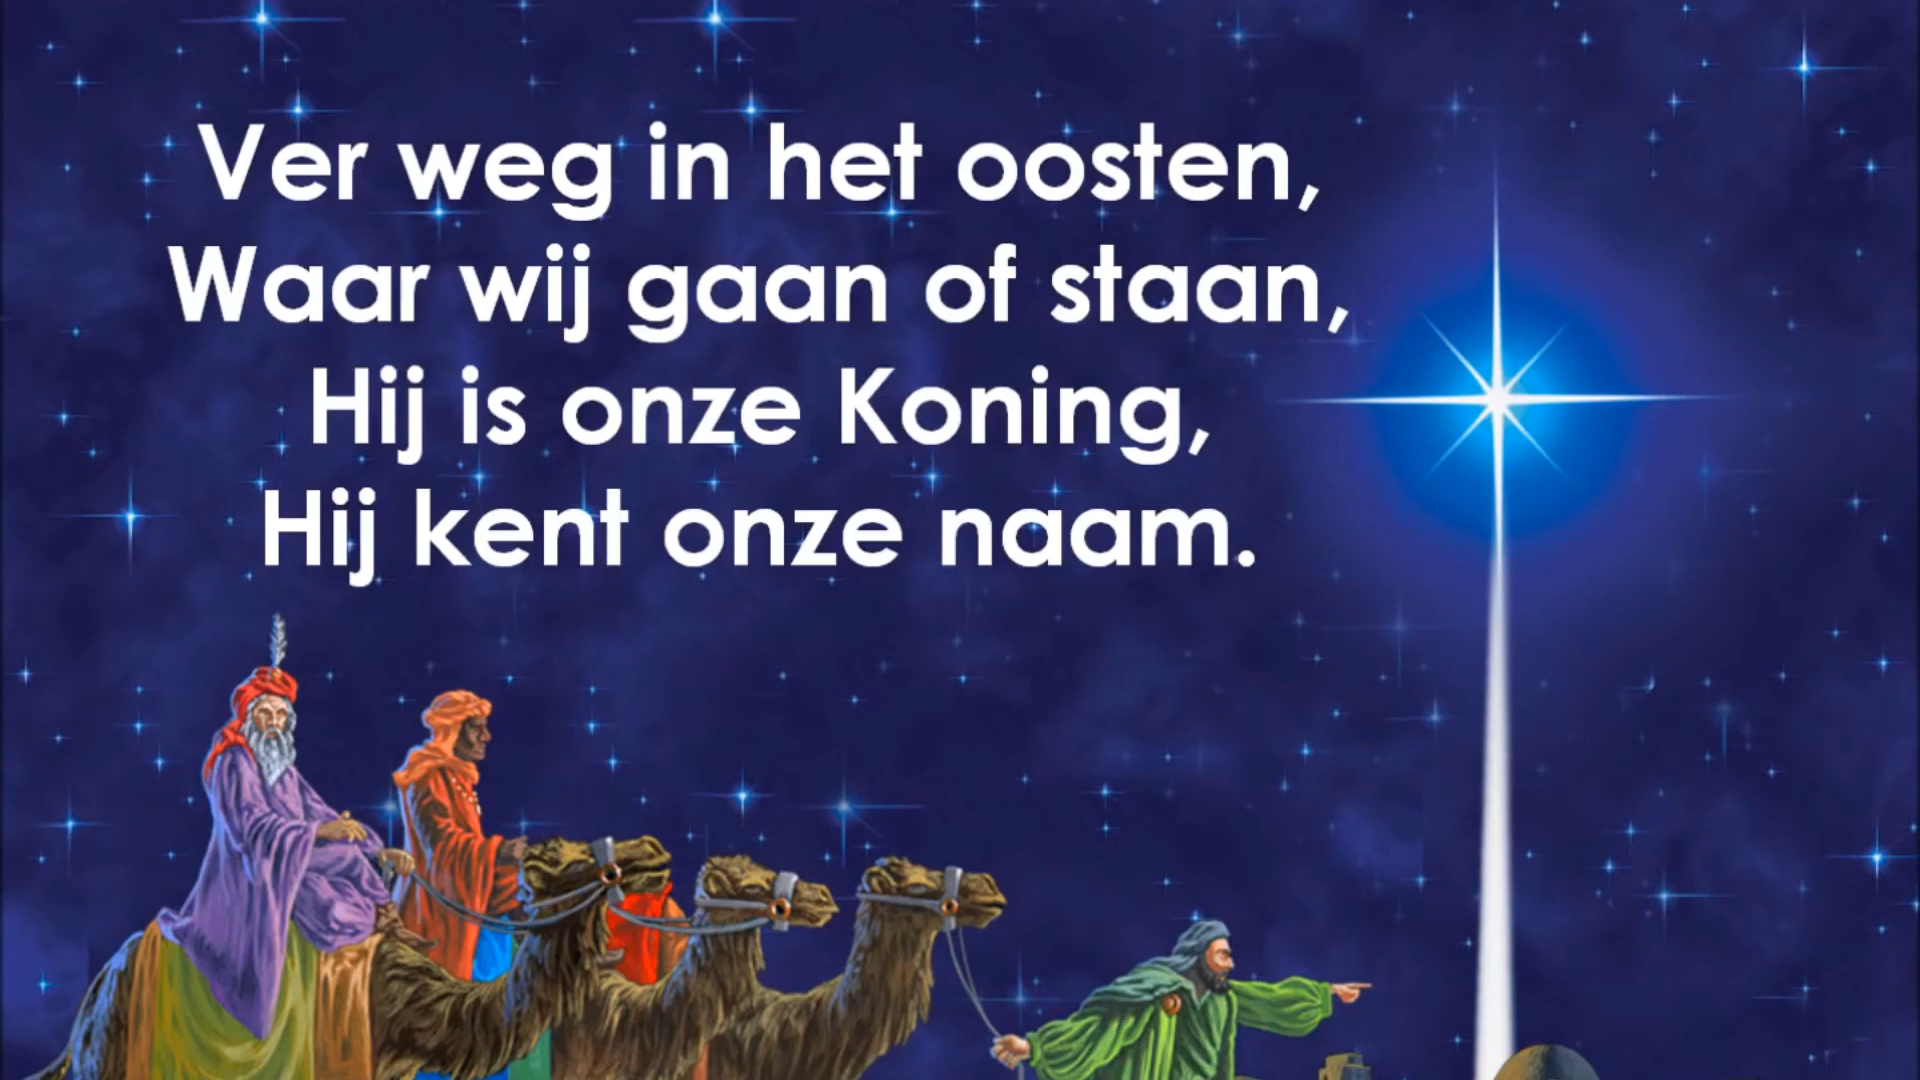 Ver weg in het oosten,
Waar wij gaan of staan,
Hij is onze Koning,
Hij kent onze naam.